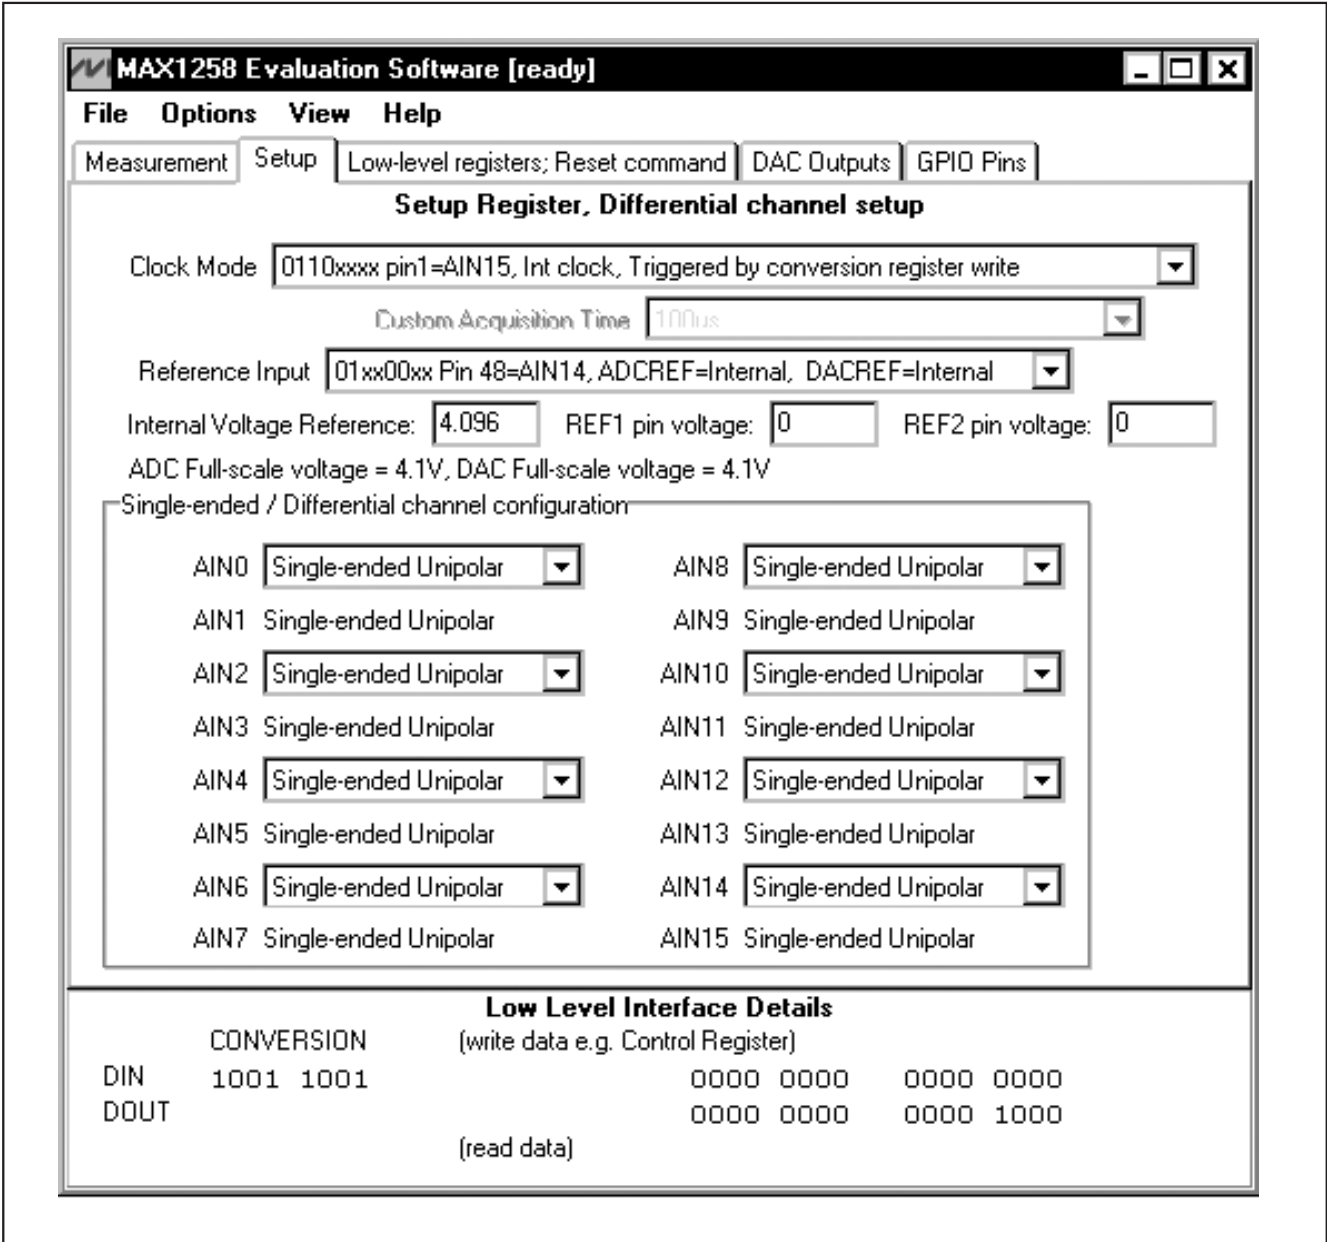 MAX1258 Evaluation Software [ready]
File Options View Help
Measurement Setup Low-level registers; Reset command DAC Outputs GPIO Pins
Setup Register, Differential channel setup
Clock Mode 0110xxxx pin1=AIN15, Int clock, Triggered by conversion register write
Custom Acquisition Time 100us
Reference Input 01xx00xx Pin 48=AIN14, ADCREF=Internal, DACREF=Internal
Internal Voltage Reference: 4.096 REF1 pin voltage: 0 REF2 pin voltage: 0
ADC Full-scale voltage = 4.1V, DAC Full-scale voltage = 4.1V
Single-ended / Differential channel configuration
AIN0 Single-ended Unipolar AIN8 Single-ended Unipolar
AIN1 Single-ended Unipolar AIN9 Single-ended Unipolar
AIN2 Single-ended Unipolar AIN10 Single-ended Unipolar
AIN3 Single-ended Unipolar AIN11 Single-ended Unipolar
AIN4 Single-ended Unipolar AIN12 Single-ended Unipolar
AIN5 Single-ended Unipolar AIN13 Single-ended Unipolar
AIN6 Single-ended Unipolar AIN14 Single-ended Unipolar
AIN7 Single-ended Unipolar AIN15 Single-ended Unipolar
Low Level Interface Details
CONVERSION (write data e.g. Control Register)
DIN 1001 1001 0000 0000 0000 0000
DOUT 0000 0000 0000 1000
(read data)